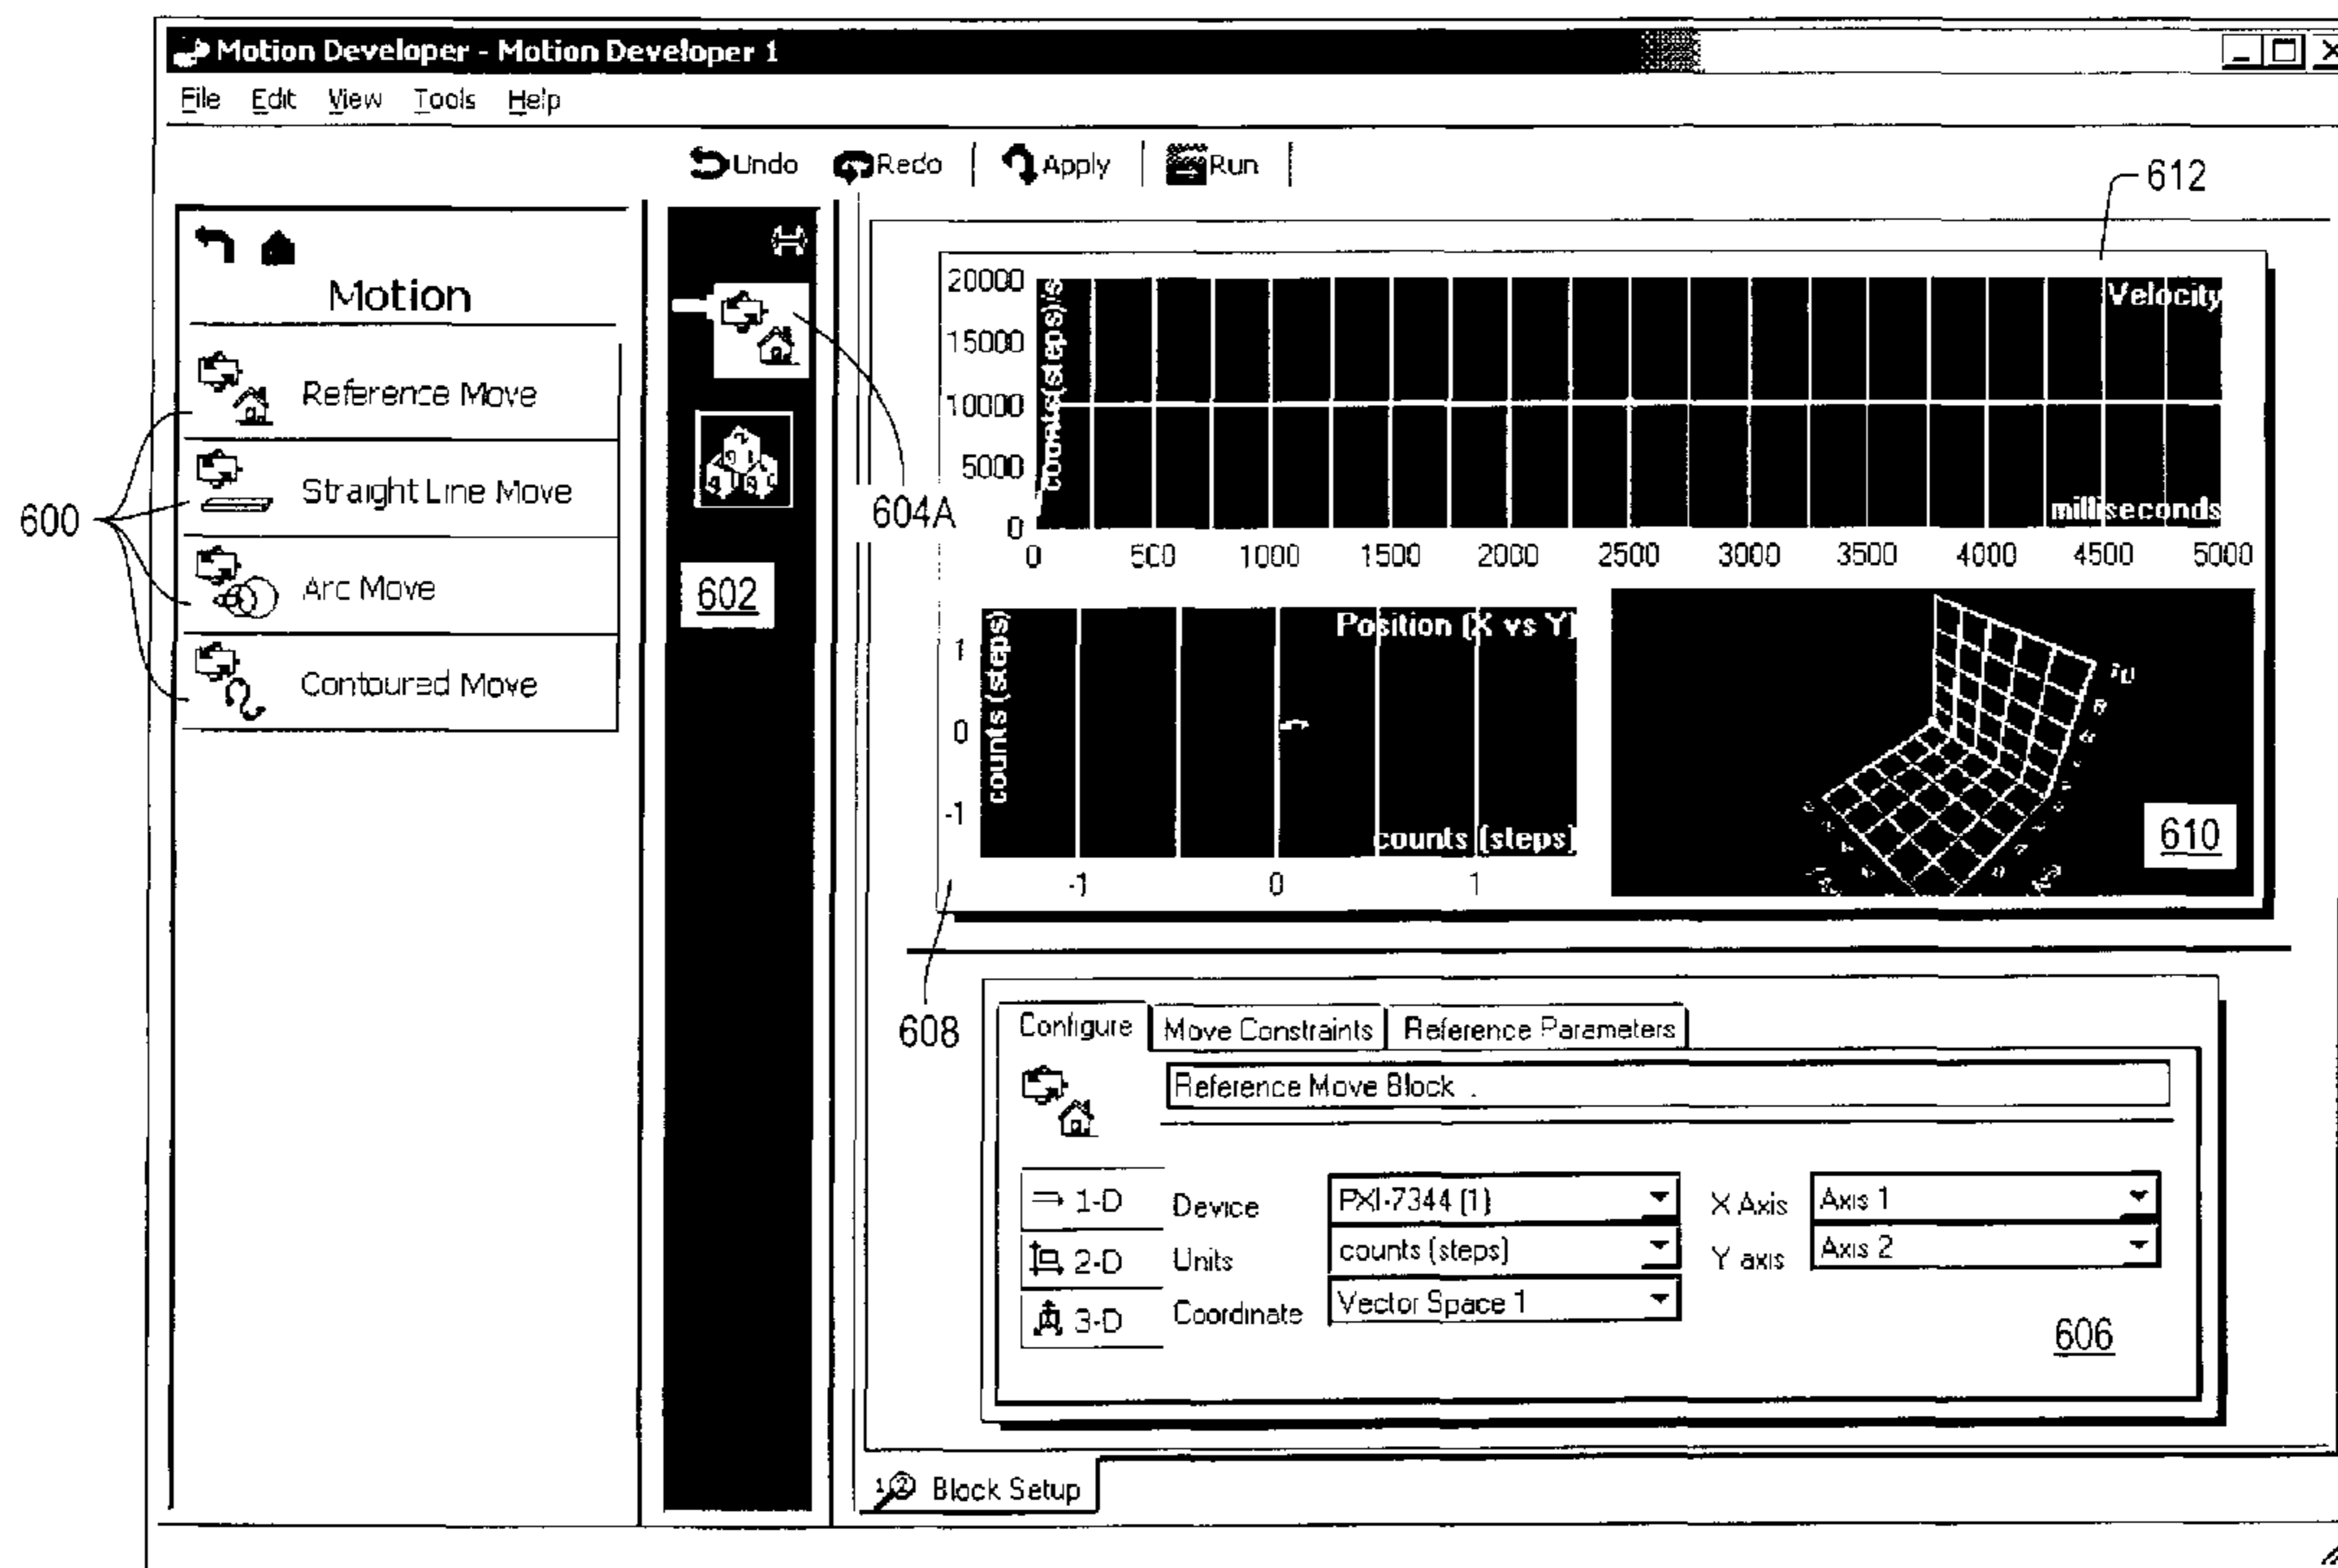 Motion Developer - Motion Developer 1
File Edit View Tools Help
Undo Redo Apply Run
612
Motion
Reference Move
Straight Line Move
Arc Move
Contoured Move
600
602
604A
20000
15000
10000
5000
0
counts (steps)/s
Velocity
milliseconds
0 500 1000 1500 2000 2500 3000 3500 4000 4500 5000
Position (X vs Y)
counts (steps)
1
0
-1
counts (steps)
-1 0 1
610
608
Configure Move Constraints Reference Parameters
Reference Move Block
1-D Device PXI-7344 (1) X Axis Axis 1
2-D Units counts (steps) Y axis Axis 2
3-D Coordinate Vector Space 1
606
Block Setup